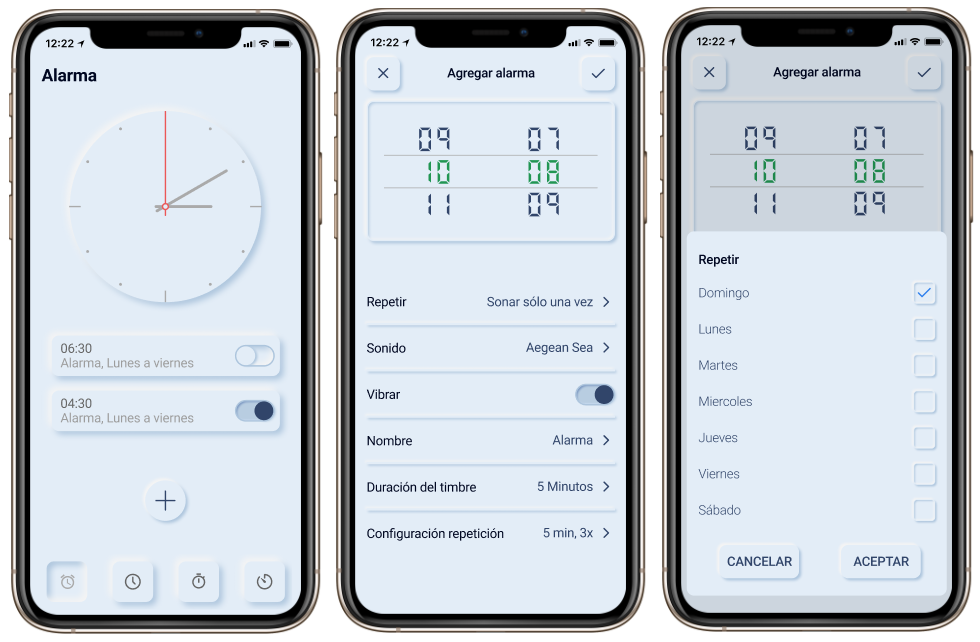 12:22
Alarma
06:30
Alarma, Lunes a viernes
04:30
Alarma, Lunes a viernes
12:22
Agregar alarma
09 07
10 08
11 09
Repetir Sonar sólo una vez
Sonido Aegean Sea
Vibrar
Nombre Alarma
Duración del timbre 5 Minutos
Configuración repetición 5 min, 3x
12:22
Agregar alarma
09 07
10 08
11 09
Repetir
Domingo
Lunes
Martes
Miercoles
Jueves
Viernes
Sábado
CANCELAR ACEPTAR